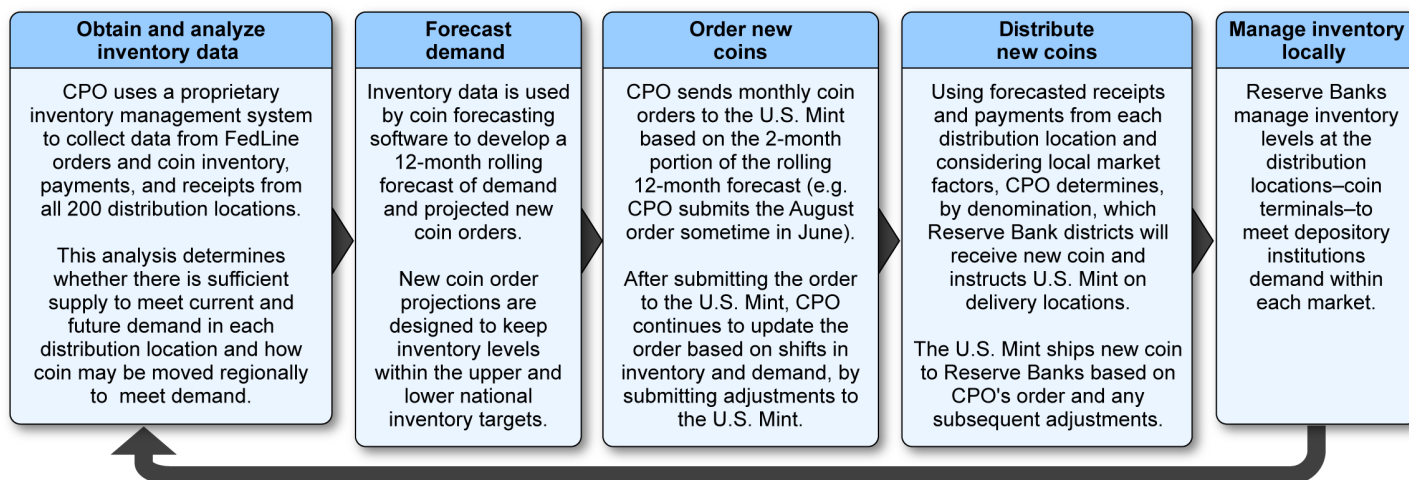 Obtain and analyze
inventory data
CPO uses a proprietary
inventory management system
to collect data from FedLine
orders and coin inventory,
payments, and receipts from
all 200 distribution locations.
This analysis determines
whether there is sufficient
supply to meet current and
future demand in each
distribution location and how
coin may be moved regionally
to meet demand.
Forecast
demand
Inventory data is used
by coin forecasting
software to develop a
12-month rolling
forecast of demand
and projected new
coin orders.
New coin order
projections are
designed to keep
inventory levels
within the upper and
lower national
inventory targets.
Order new
coins
CPO sends monthly coin
orders to the U.S. Mint
based on the 2-month
portion of the rolling
12-month forecast (e.g.
CPO submits the August
order sometime in June).
After submitting the order
to the U.S. Mint, CPO
continues to update the
order based on shifts in
inventory and demand, by
submitting adjustments to
the U.S. Mint.
Distribute
new coins
Using forecasted receipts
and payments from each
distribution location and
considering local market
factors, CPO determines,
by denomination, which
Reserve Bank districts will
receive new coin and
instructs U.S. Mint on
delivery locations.
The U.S. Mint ships new coin
to Reserve Banks based on
CPO's order and any
subsequent adjustments.
Manage inventory
locally
Reserve Banks
manage inventory
levels at the
distribution
locations–coin
terminals–to
meet depository
institutions
demand within
each market.